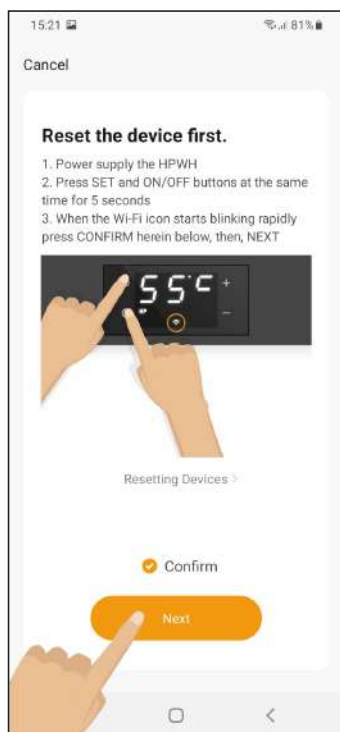 15:21 81%
Cancel
Reset the device first.
1. Power supply the HPWH
2. Press SET and ON/OFF buttons at the same
time for 5 seconds
3. When the Wi-Fi icon starts blinking rapidly
press CONFIRM herein below, then, NEXT
55°C +
−
Resetting Devices >
Confirm
Next